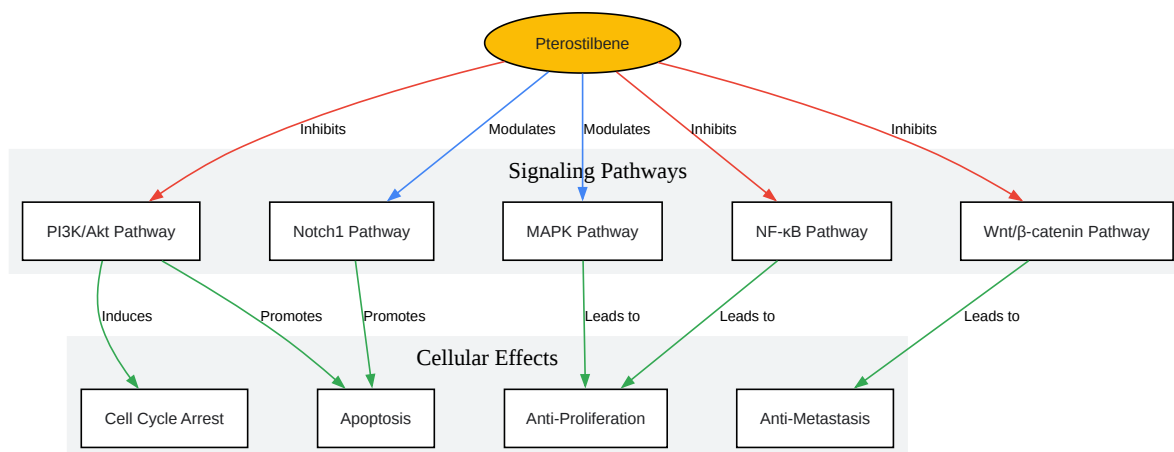 Pterostilbene
Inhibits
Modulates
Modulates
Inhibits
Inhibits
Signaling Pathways
PI3K/Akt Pathway
Notch1 Pathway
MAPK Pathway
NF-κB Pathway
Wnt/β-catenin Pathway
Induces
Promotes
Promotes
Leads to
Leads to
Leads to
Cellular Effects
Cell Cycle Arrest
Apoptosis
Anti-Proliferation
Anti-Metastasis